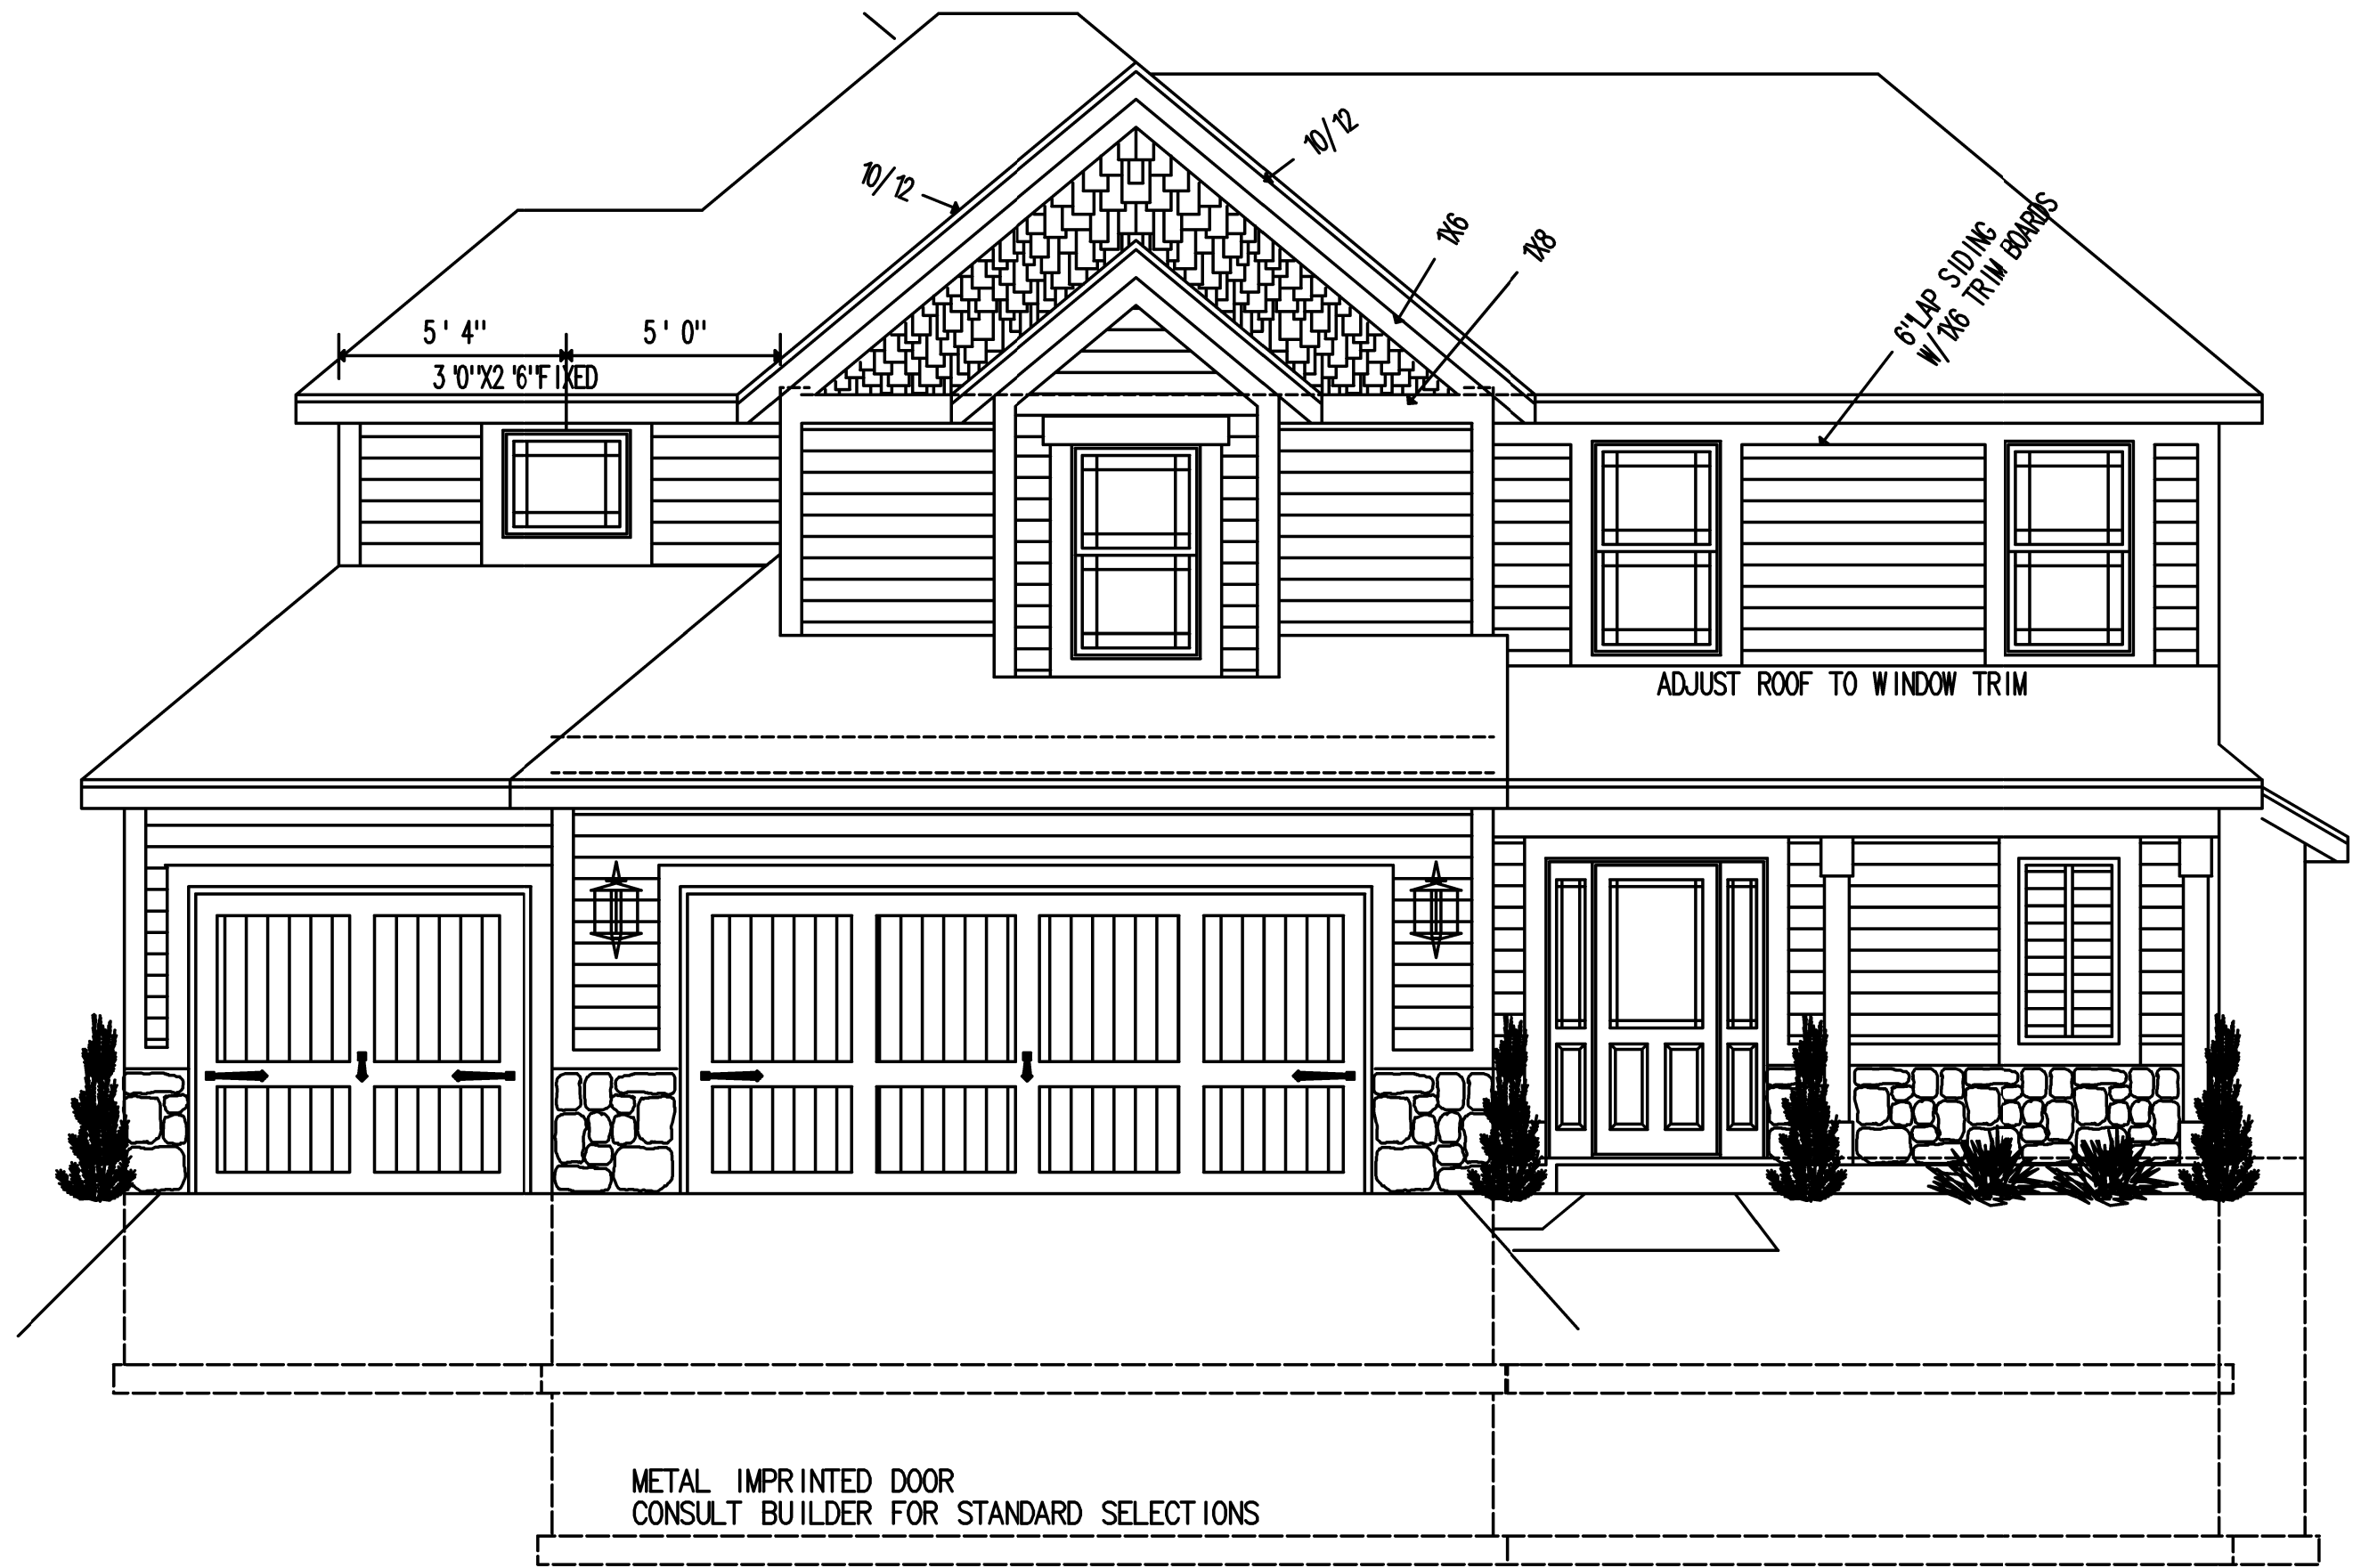 10/12
10/12
1X6
1X8
6"LAP SIDING
W/1X6 TRIM BOARDS
5' 4"
5' 0"
3'0"X2'6"FIXED
ADJUST ROOF TO WINDOW TRIM
METAL IMPRINTED DOOR
CONSULT BUILDER FOR STANDARD SELECTIONS